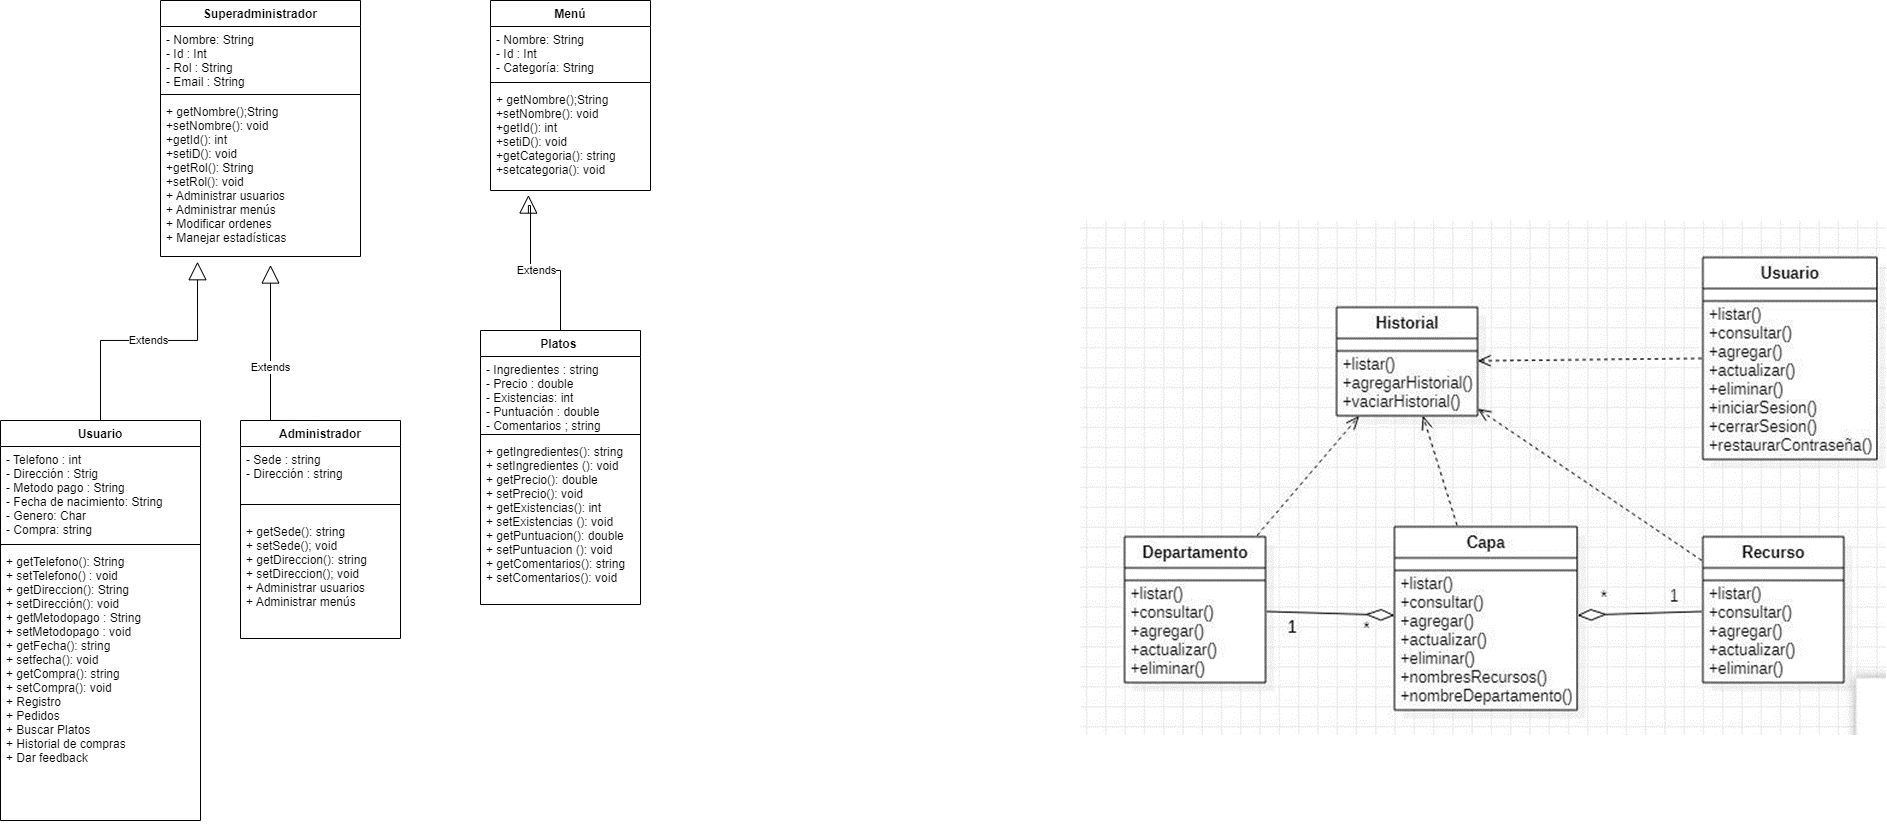 Superadministrador
- Nombre: String
- Id : Int
- Rol : String
- Email : String
+ getNombre();String
+setNombre(): void
+getId(): int
+setiD(): void
+getRol(): String
+setRol(): void
+ Administrar usuarios
+ Administrar menús
+ Modificar ordenes
+ Manejar estadísticas
Extends
Extends
Usuario
- Telefono : int
- Dirección : Strig
- Metodo pago : String
- Fecha de nacimiento: String
- Genero: Char
- Compra: string
+ getTelefono(): String
+ setTelefono() : void
+ getDireccion(): String
+ setDirección(): void
+ getMetodopago : String
+ setMetodopago : void
+ getFecha(): string
+ setfecha(): void
+ getCompra(): string
+ setCompra(): void
+ Registro
+ Pedidos
+ Buscar Platos
+ Historial de compras
+ Dar feedback
Administrador
- Sede : string
- Dirección : string
+ getSede(): string
+ setSede(); void
+ getDireccion(): string
+ setDireccion(); void
+ Administrar usuarios
+ Administrar menús
Menú
- Nombre: String
- Id : Int
- Categoría: String
+ getNombre();String
+setNombre(): void
+getId(): int
+setiD(): void
+getCategoria(): string
+setcategoria(): void
Extends
Platos
- Ingredientes : string
- Precio : double
- Existencias: int
- Puntuación : double
- Comentarios ; string
+ getIngredientes(): string
+ setIngredientes (): void
+ getPrecio(): double
+ setPrecio(): void
+ getExistencias(): int
+ setExistencias (): void
+ getPuntuacion(): double
+ setPuntuacion (): void
+ getComentarios(): string
+ setComentarios(): void
Historial
+listar()
+agregarHistorial()
+vaciarHistorial()
Usuario
+listar()
+consultar()
+agregar()
+actualizar()
+eliminar()
+iniciarSesion()
+cerrarSesion()
+restaurarContraseña()
Departamento
+listar()
+consultar()
+agregar()
+actualizar()
+eliminar()
1
*
Capa
+listar()
+consultar()
+agregar()
+actualizar()
+eliminar()
+nombresRecursos()
+nombreDepartamento()
*
1
Recurso
+listar()
+consultar()
+agregar()
+actualizar()
+eliminar()